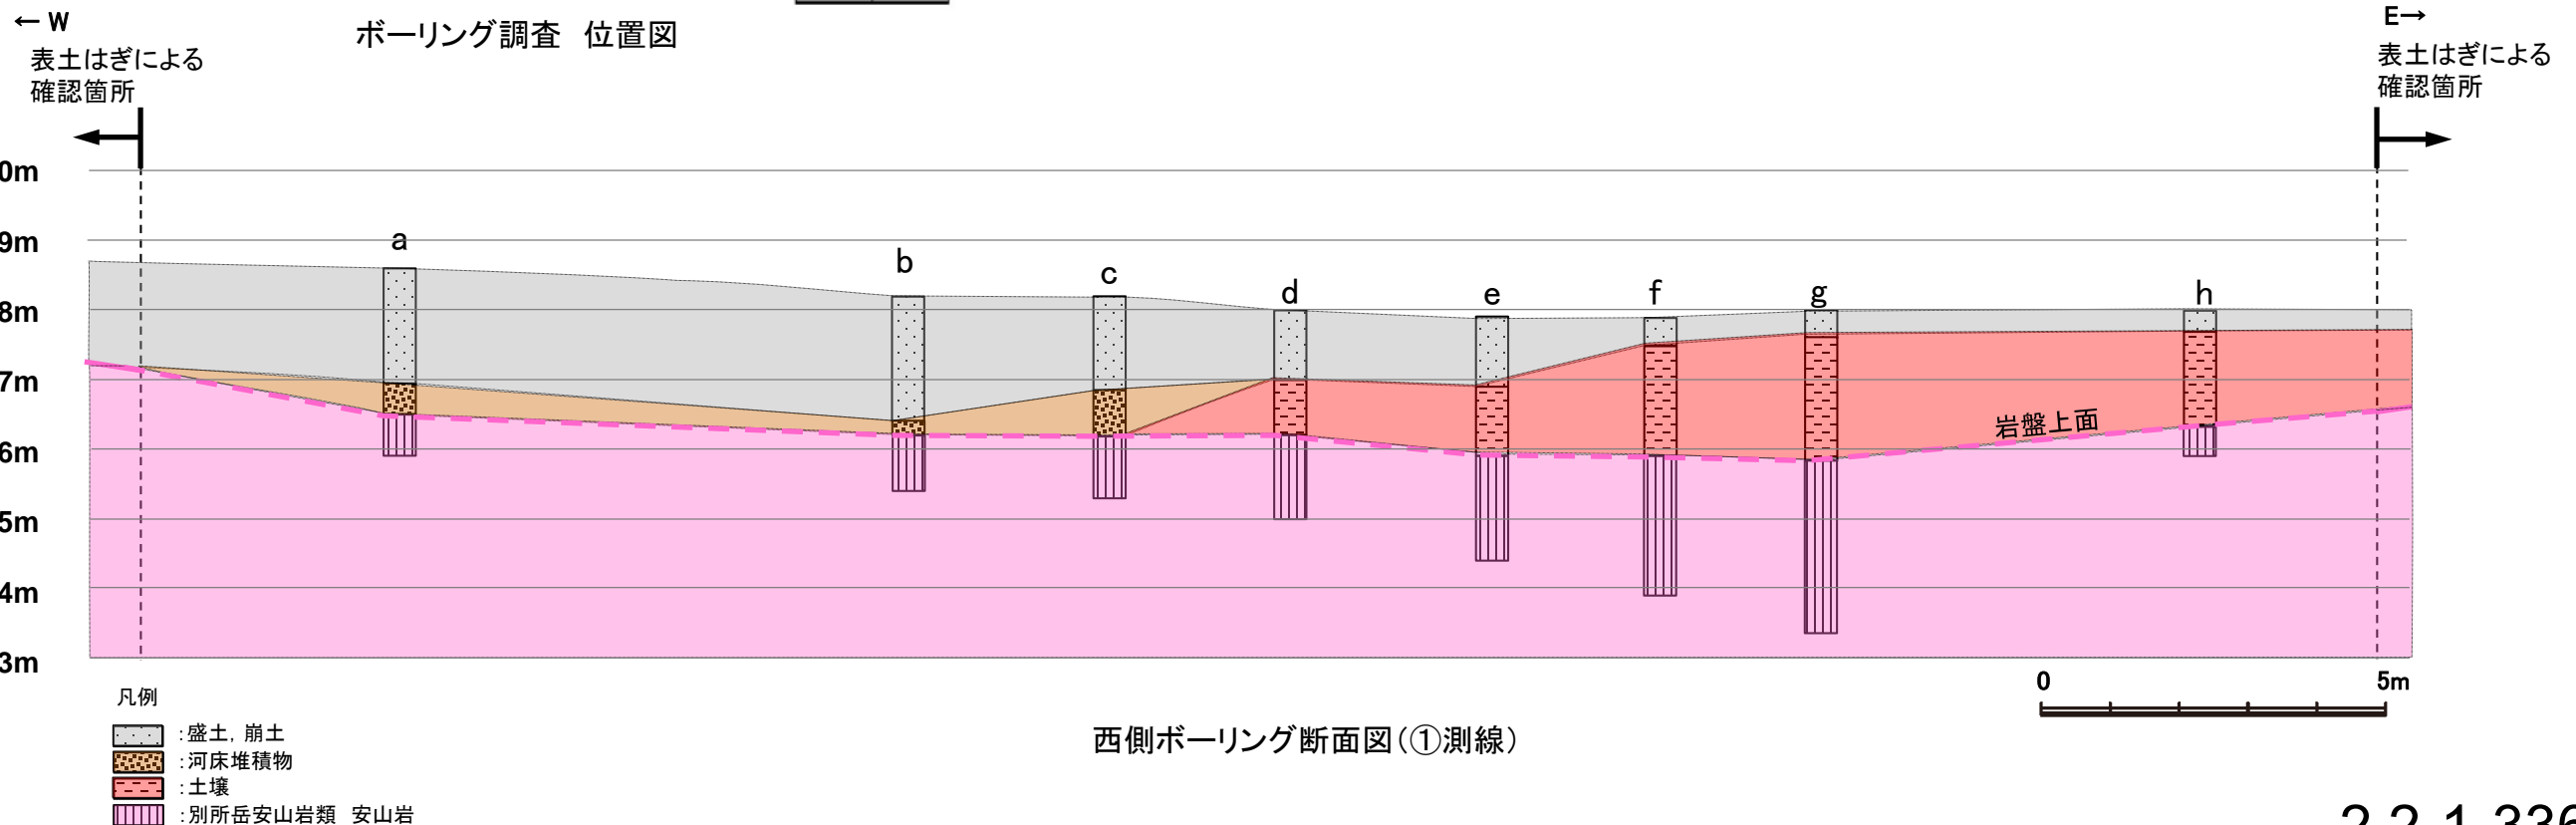 ← W
E→
ボーリング調査 位置図
表土はぎによる
確認箇所
表土はぎによる
確認箇所
0m
9m
8m
7m
6m
5m
4m
3m
a
b
c
d
e
f
g
h
岩盤上面
0 5m
西側ボーリング断面図(①測線)
凡例
:盛土, 崩土
:河床堆積物
:土壌
:別所岳安山岩類 安山岩
2.2.1.336